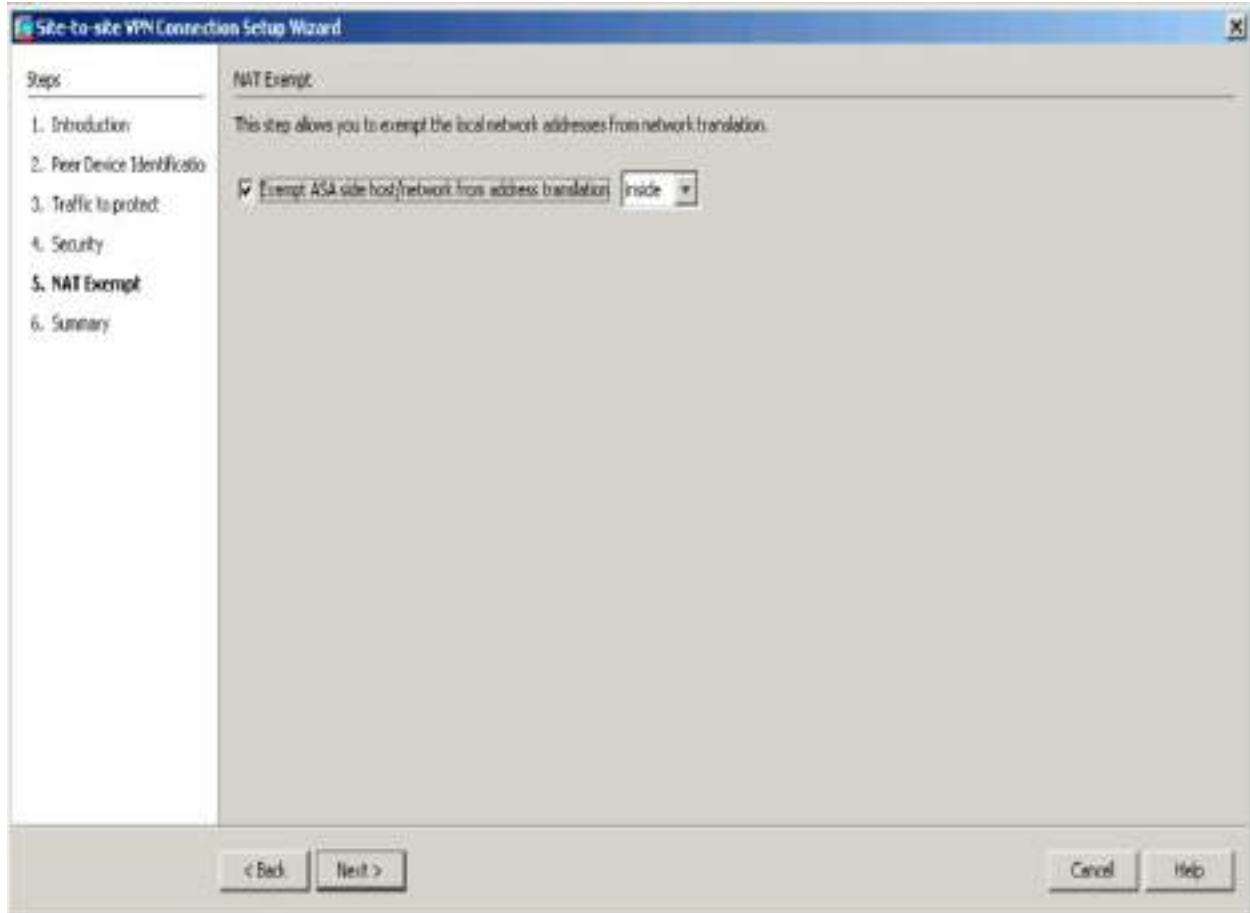 Site-to-site VPN Connection Setup Wizard
Steps
1. Introduction
2. Peer Device Identificatio
3. Traffic to protect
4. Security
5. NAT Exempt
6. Summary
NAT Exempt
This step allows you to exempt the local network addresses from network translation.
Exempt ASA side host/network from address translation inside
< Back Next > Cancel Help